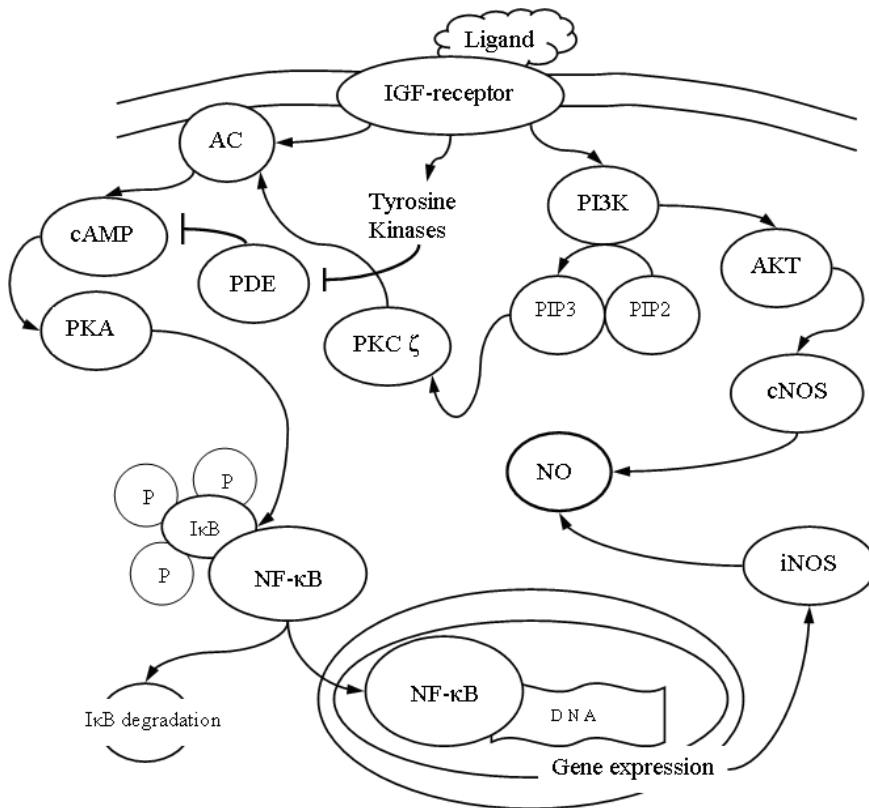 Ligand
IGF-receptor
AC
Tyrosine
Kinases
PI3K
cAMP
PDE
AKT
PIP3
PIP2
PKA
PKC ζ
cNOS
NO
P
P
IκB
P
NF-κB
iNOS
NF-κB
DNA
IκB degradation
Gene expression